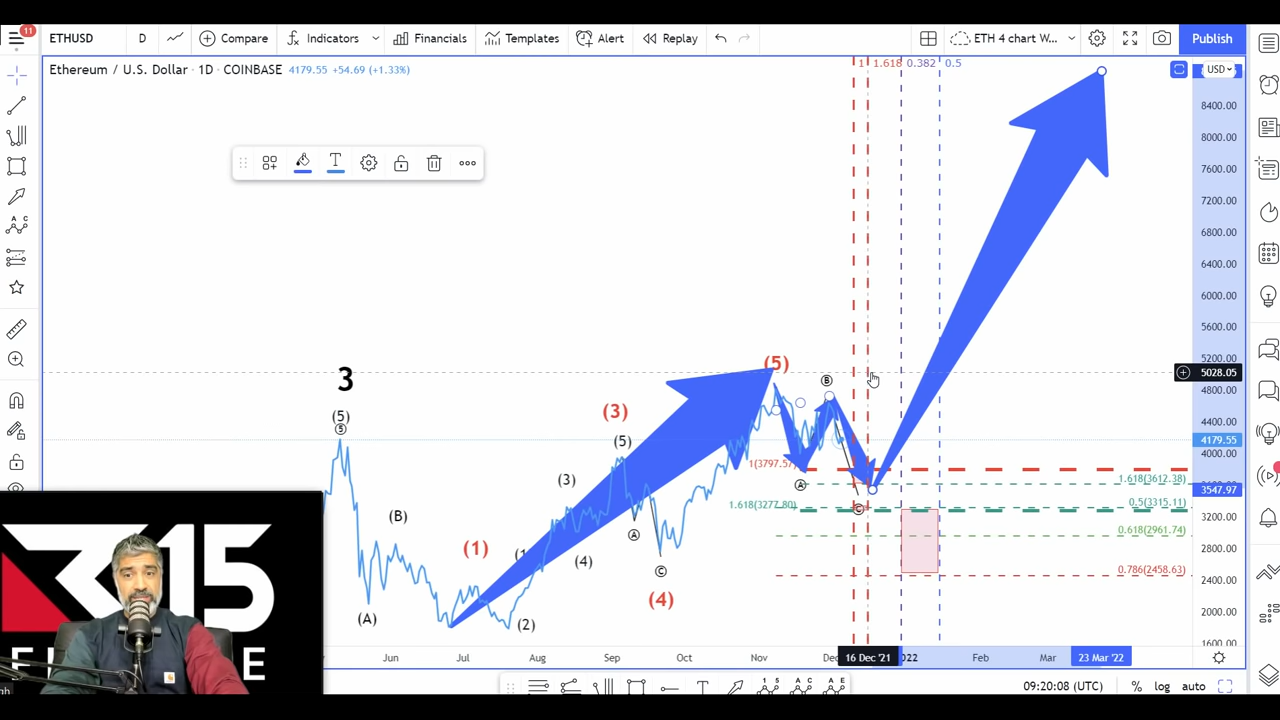 11
ETHUSD D Compare Indicators Financials Templates Alert Replay ETH 4 chart W... Publish
Ethereum / U.S. Dollar · 1D · COINBASE 4179.55 +54.69 (+1.33%)
1 1.618 0.382 0.5
USD
8400.00
8000.00
7600.00
7200.00
6800.00
6400.00
6000.00
5600.00
5200.00
5028.05
4800.00
4400.00
4179.55
4000.00
3547.97
3200.00
2800.00
2400.00
2000.00
1600.00
3
(5)
5
(A)
(B)
(1)
(2)
(3)
(4)
(5)
(3)
A
C
(4)
(5)
A
B
C
1(3797.57)
1.618(3277.80)
1.618(3612.38)
0.5(3315.11)
0.618(2961.74)
0.786(2458.63)
Jun Jul Aug Sep Oct Nov Dec 16 Dec '21 Feb Mar 23 Mar '22
09:20:08 (UTC) % log auto